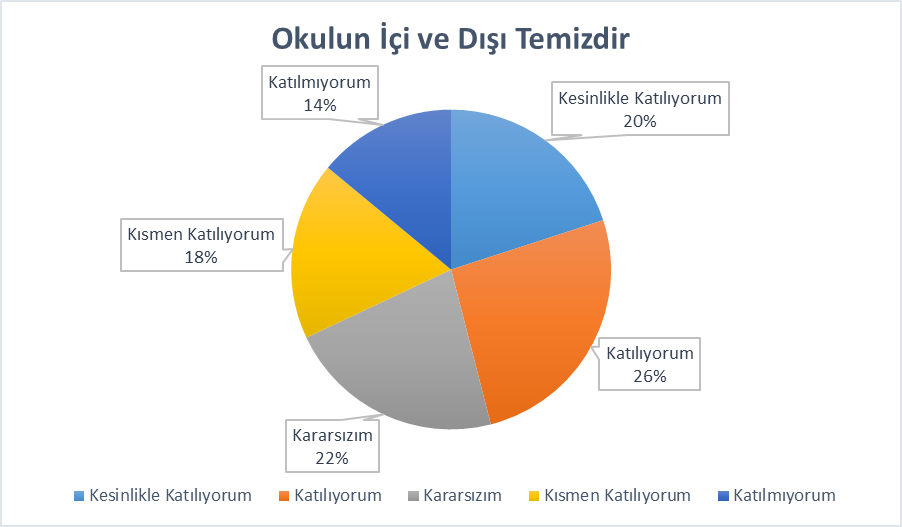 Okulun İçi ve Dışı Temizdir
Katılmıyorum
14%
Kesinlikle Katılıyorum
20%
Kısmen Katılıyorum
18%
Katılıyorum
26%
Kararsızım
22%
Kesinlikle Katılıyorum Katılıyorum Kararsızım Kısmen Katılıyorum Katılmıyorum